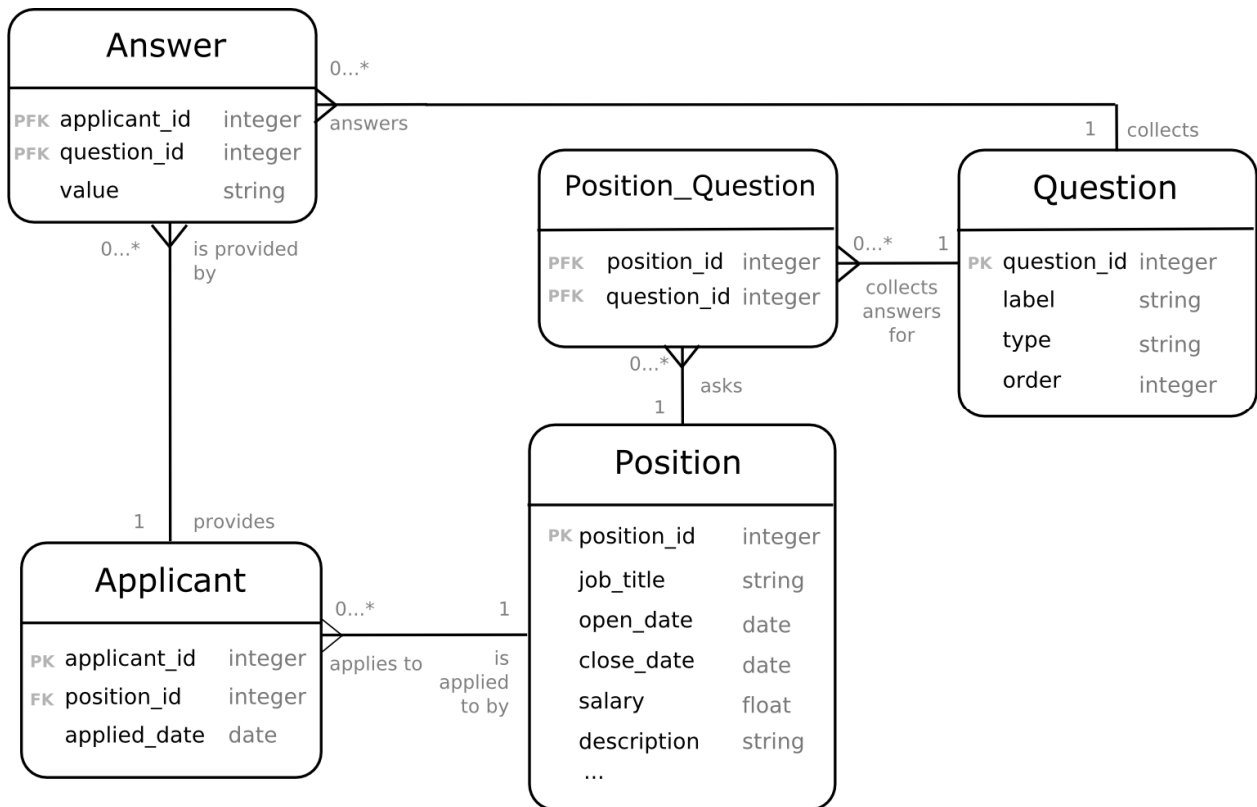 Answer
PFK applicant_id integer
PFK question_id integer
value string
0...*
answers
1 collects
0...* is provided
by
Position_Question
PFK position_id integer
PFK question_id integer
0...* 1
collects
answers
for
Question
PK question_id integer
label string
type string
order integer
0...*
asks
1
Position
PK position_id integer
job_title string
open_date date
close_date date
salary float
description string
...
1 provides
Applicant
PK applicant_id integer
FK position_id integer
applied_date date
0...* 1
applies to
is
applied
to by